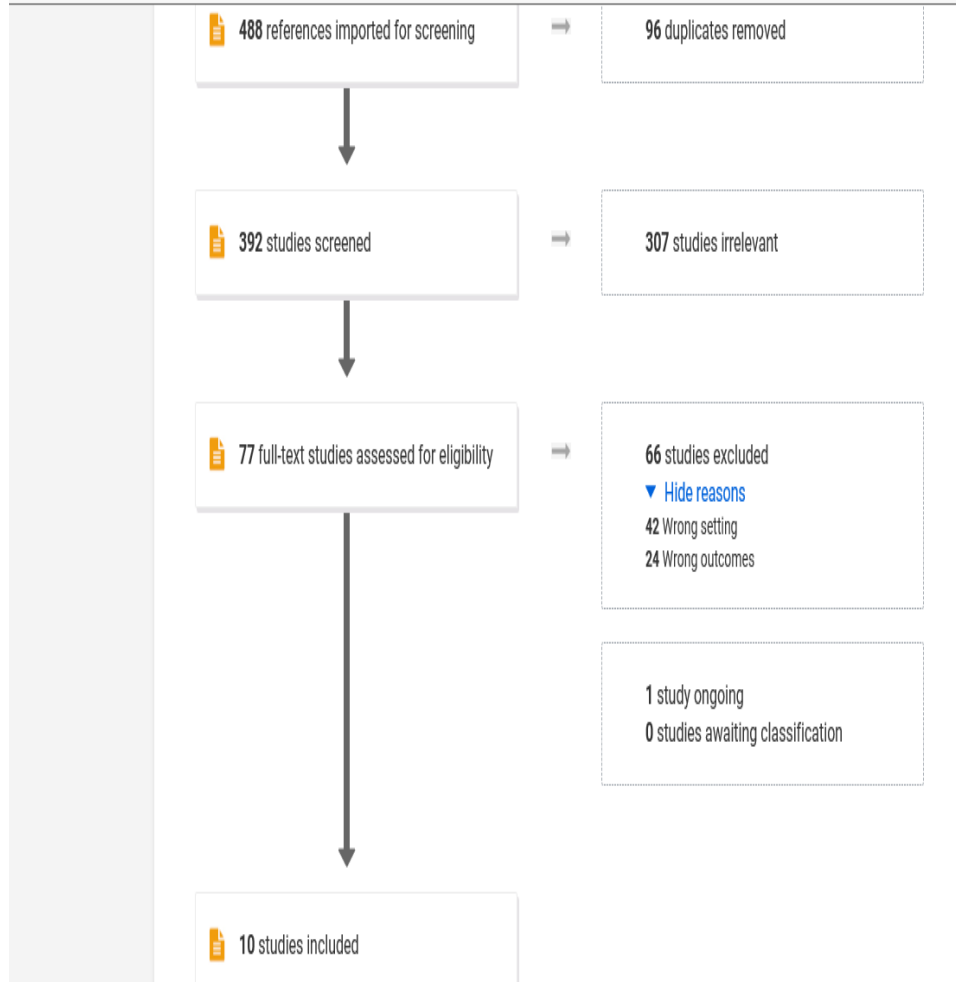 488 references imported for screening
96 duplicates removed
392 studies screened
307 studies irrelevant
77 full-text studies assessed for eligibility
66 studies excluded
Hide reasons
42 Wrong setting
24 Wrong outcomes
1 study ongoing
0 studies awaiting classification
10 studies included